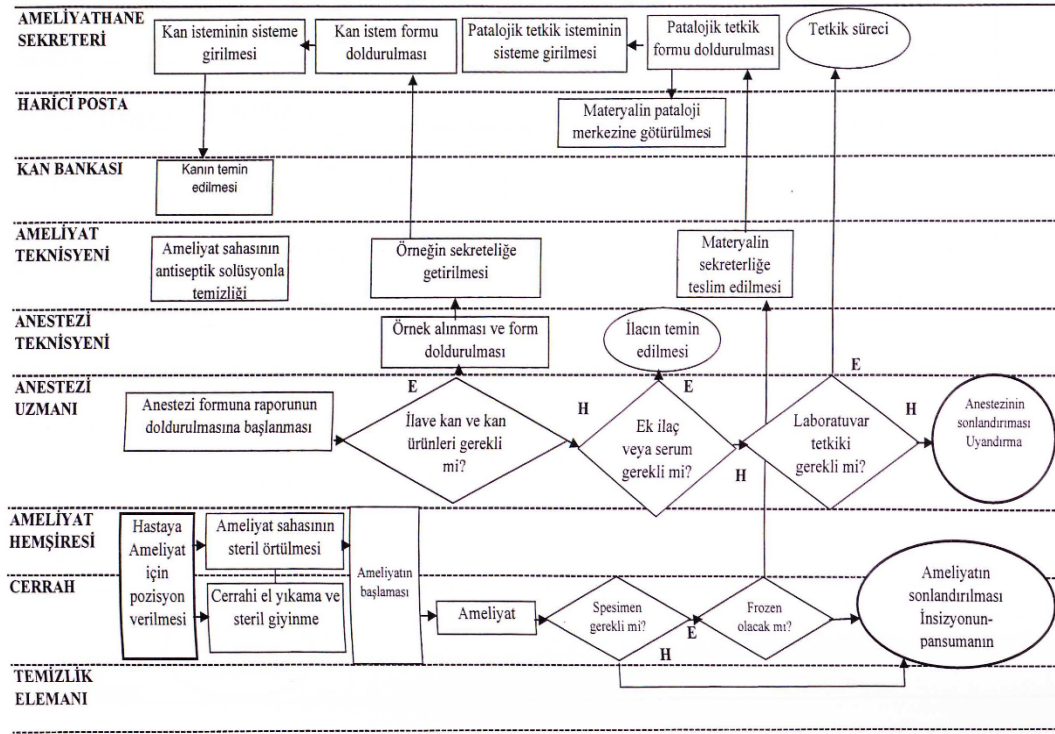 AMELİYATHANE
SEKRETERİ
Kan isteminin sisteme
girilmesi
Kan istem formu
doldurulması
Patalojik tetkik isteminin
sisteme girilmesi
Patalojik tetkik
formu doldurulması
Tetkik süreci
HARİCİ POSTA
Materyalin pataloji
merkezine götürülmesi
KAN BANKASI
Kanın temin
edilmesi
AMELİYAT
TEKNİSYENİ
Ameliyat sahasının
antiseptik solüsyonla
temizliği
Örneğin sekreteliğe
getirilmesi
Materyalin
sekreterliğe
teslim edilmesi
ANESTEZİ
TEKNİSYENİ
Örnek alınması ve form
doldurulması
İlacın temin
edilmesi
ANESTEZİ
UZMANI
Anestezi formuna raporunun
doldurulmasına başlanması
E
İlave kan ve kan
ürünleri gerekli
mi?
H
E
Ek ilaç
veya serum
gerekli mi?
H
E
Laboratuvar
tetkiki
gerekli mi?
H
Anestezinin
sonlandırması
Uyandırma
AMELİYAT
HEMŞİRESİ
Hastaya
Ameliyat
için
pozisyon
verilmesi
Ameliyat sahasının
steril örtülmesi
Ameliyatın
başlaması
CERRAH
Cerrahi el yıkama ve
steril giyinme
Ameliyat
Spesimen
gerekli mi?
E
H
Frozen
olacak mı?
Ameliyatın
sonlandırılması
İnsizyonun-
pansumanın
TEMİZLİK
ELEMANI